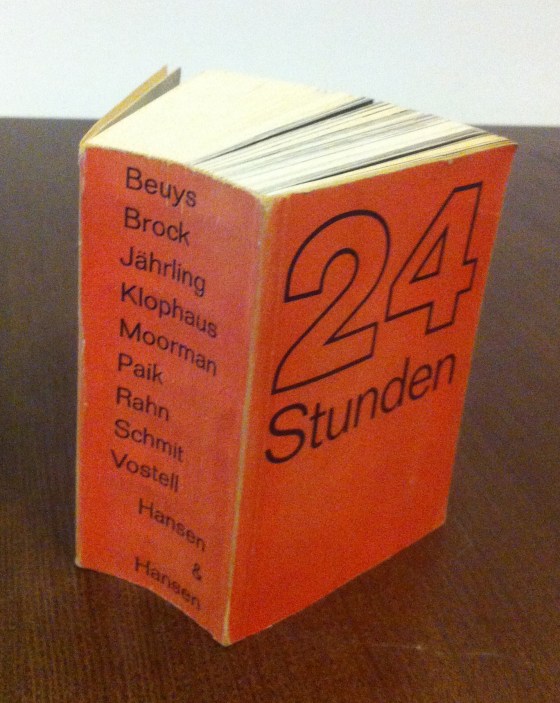 Beuys
Brock
Jährling
Klophaus
Moorman
Paik
Rahn
Schmit
Vostell
Hansen
&
Hansen
24
Stunden